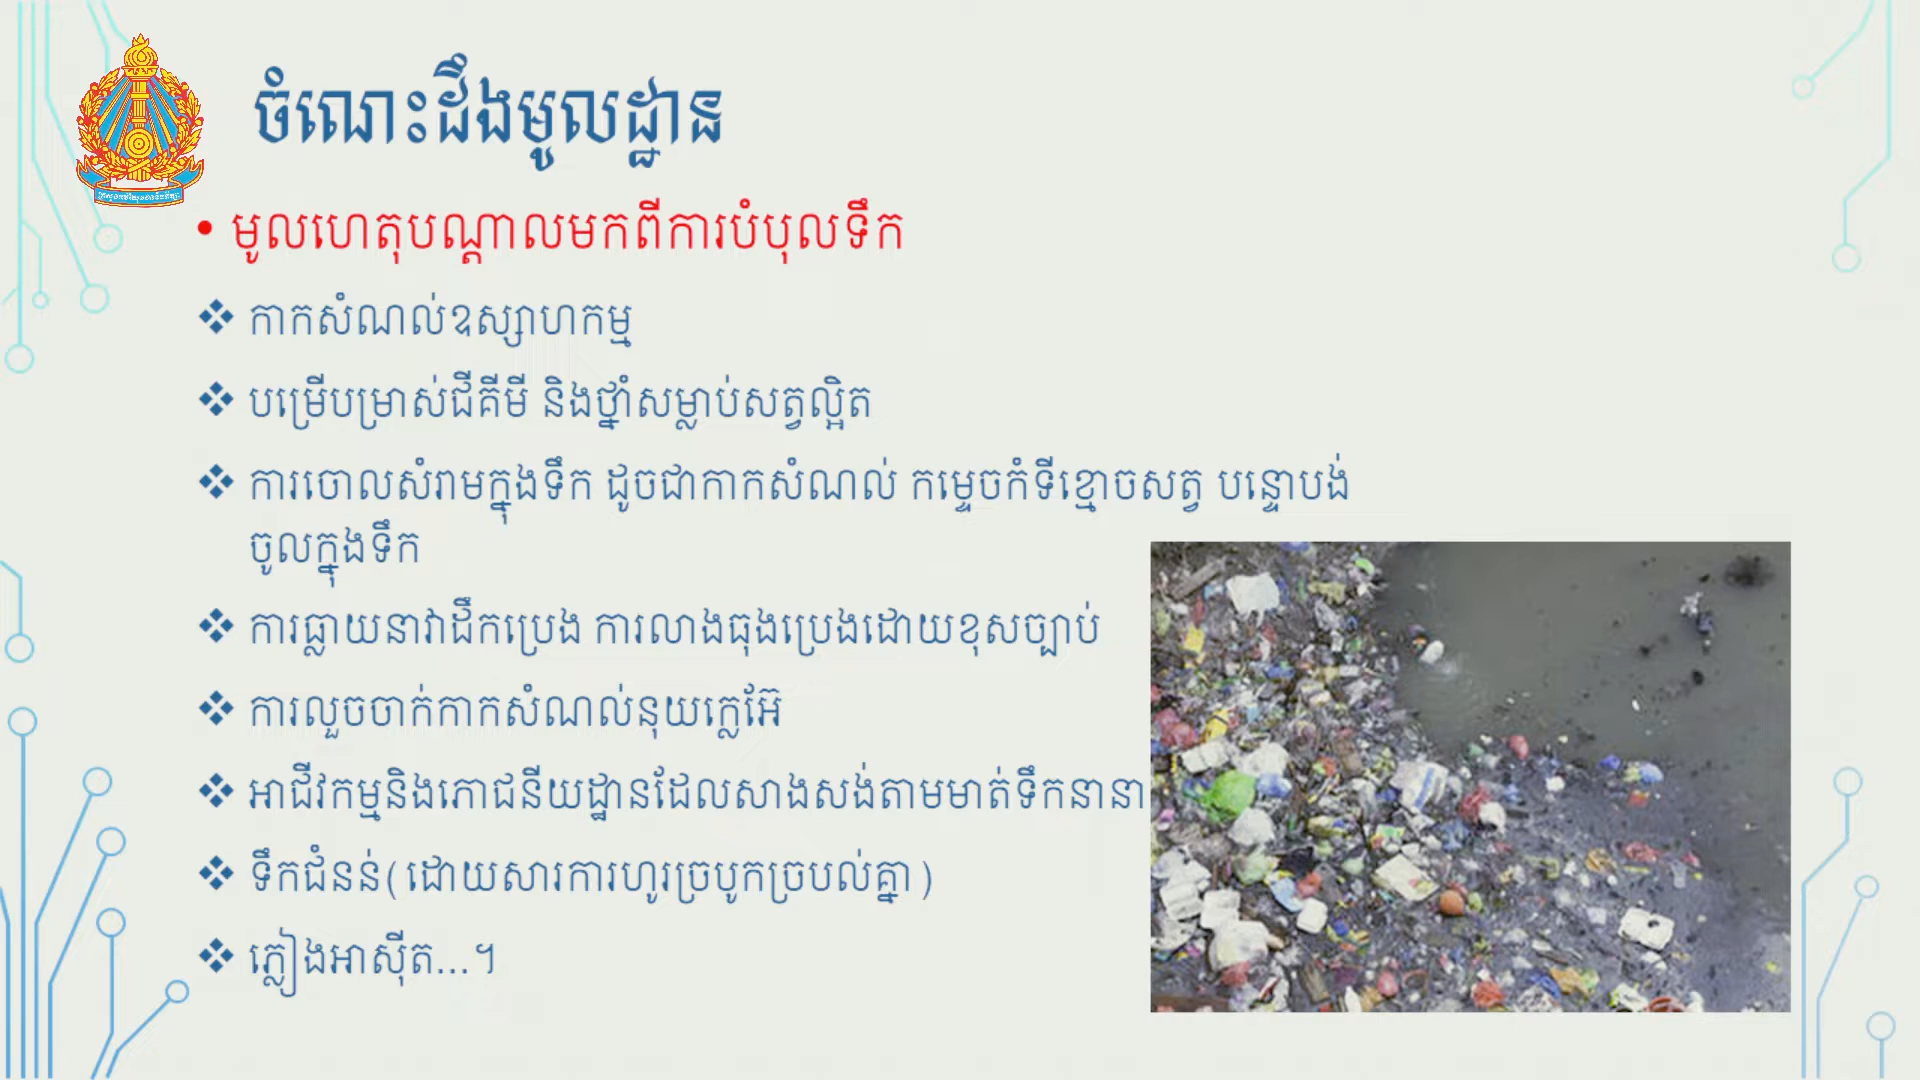 ចំណេះដឹងមូលដ្ឋាន
• មូលហេតុបណ្តាលមកពីការបំបុលទឹក
❖ កាកសំណល់ឧស្សាហកម្ម
❖ បម្រើបម្រាស់ជីគីមី និងថ្នាំសម្លាប់សត្វល្អិត
❖ ការចោលសំរាមក្នុងទឹក ដូចជាកាកសំណល់ កម្ទេចកំទីខ្មោចសត្វ បន្ទោបង់
ចូលក្នុងទឹក
❖ ការធ្លាយនាវាដឹកប្រេង ការលាងធុងប្រេងដោយខុសច្បាប់
❖ ការលួចចាក់កាកសំណល់នុយក្លេអ៊ែ
❖ អាជីវកម្មនិងភោជនីយដ្ឋានដែលសាងសង់តាមមាត់ទឹកនានា
❖ ទឹកជំនន់( ដោយសារការហូរច្របូកច្របល់គ្នា )
❖ ភ្លៀងអាស៊ីត...។